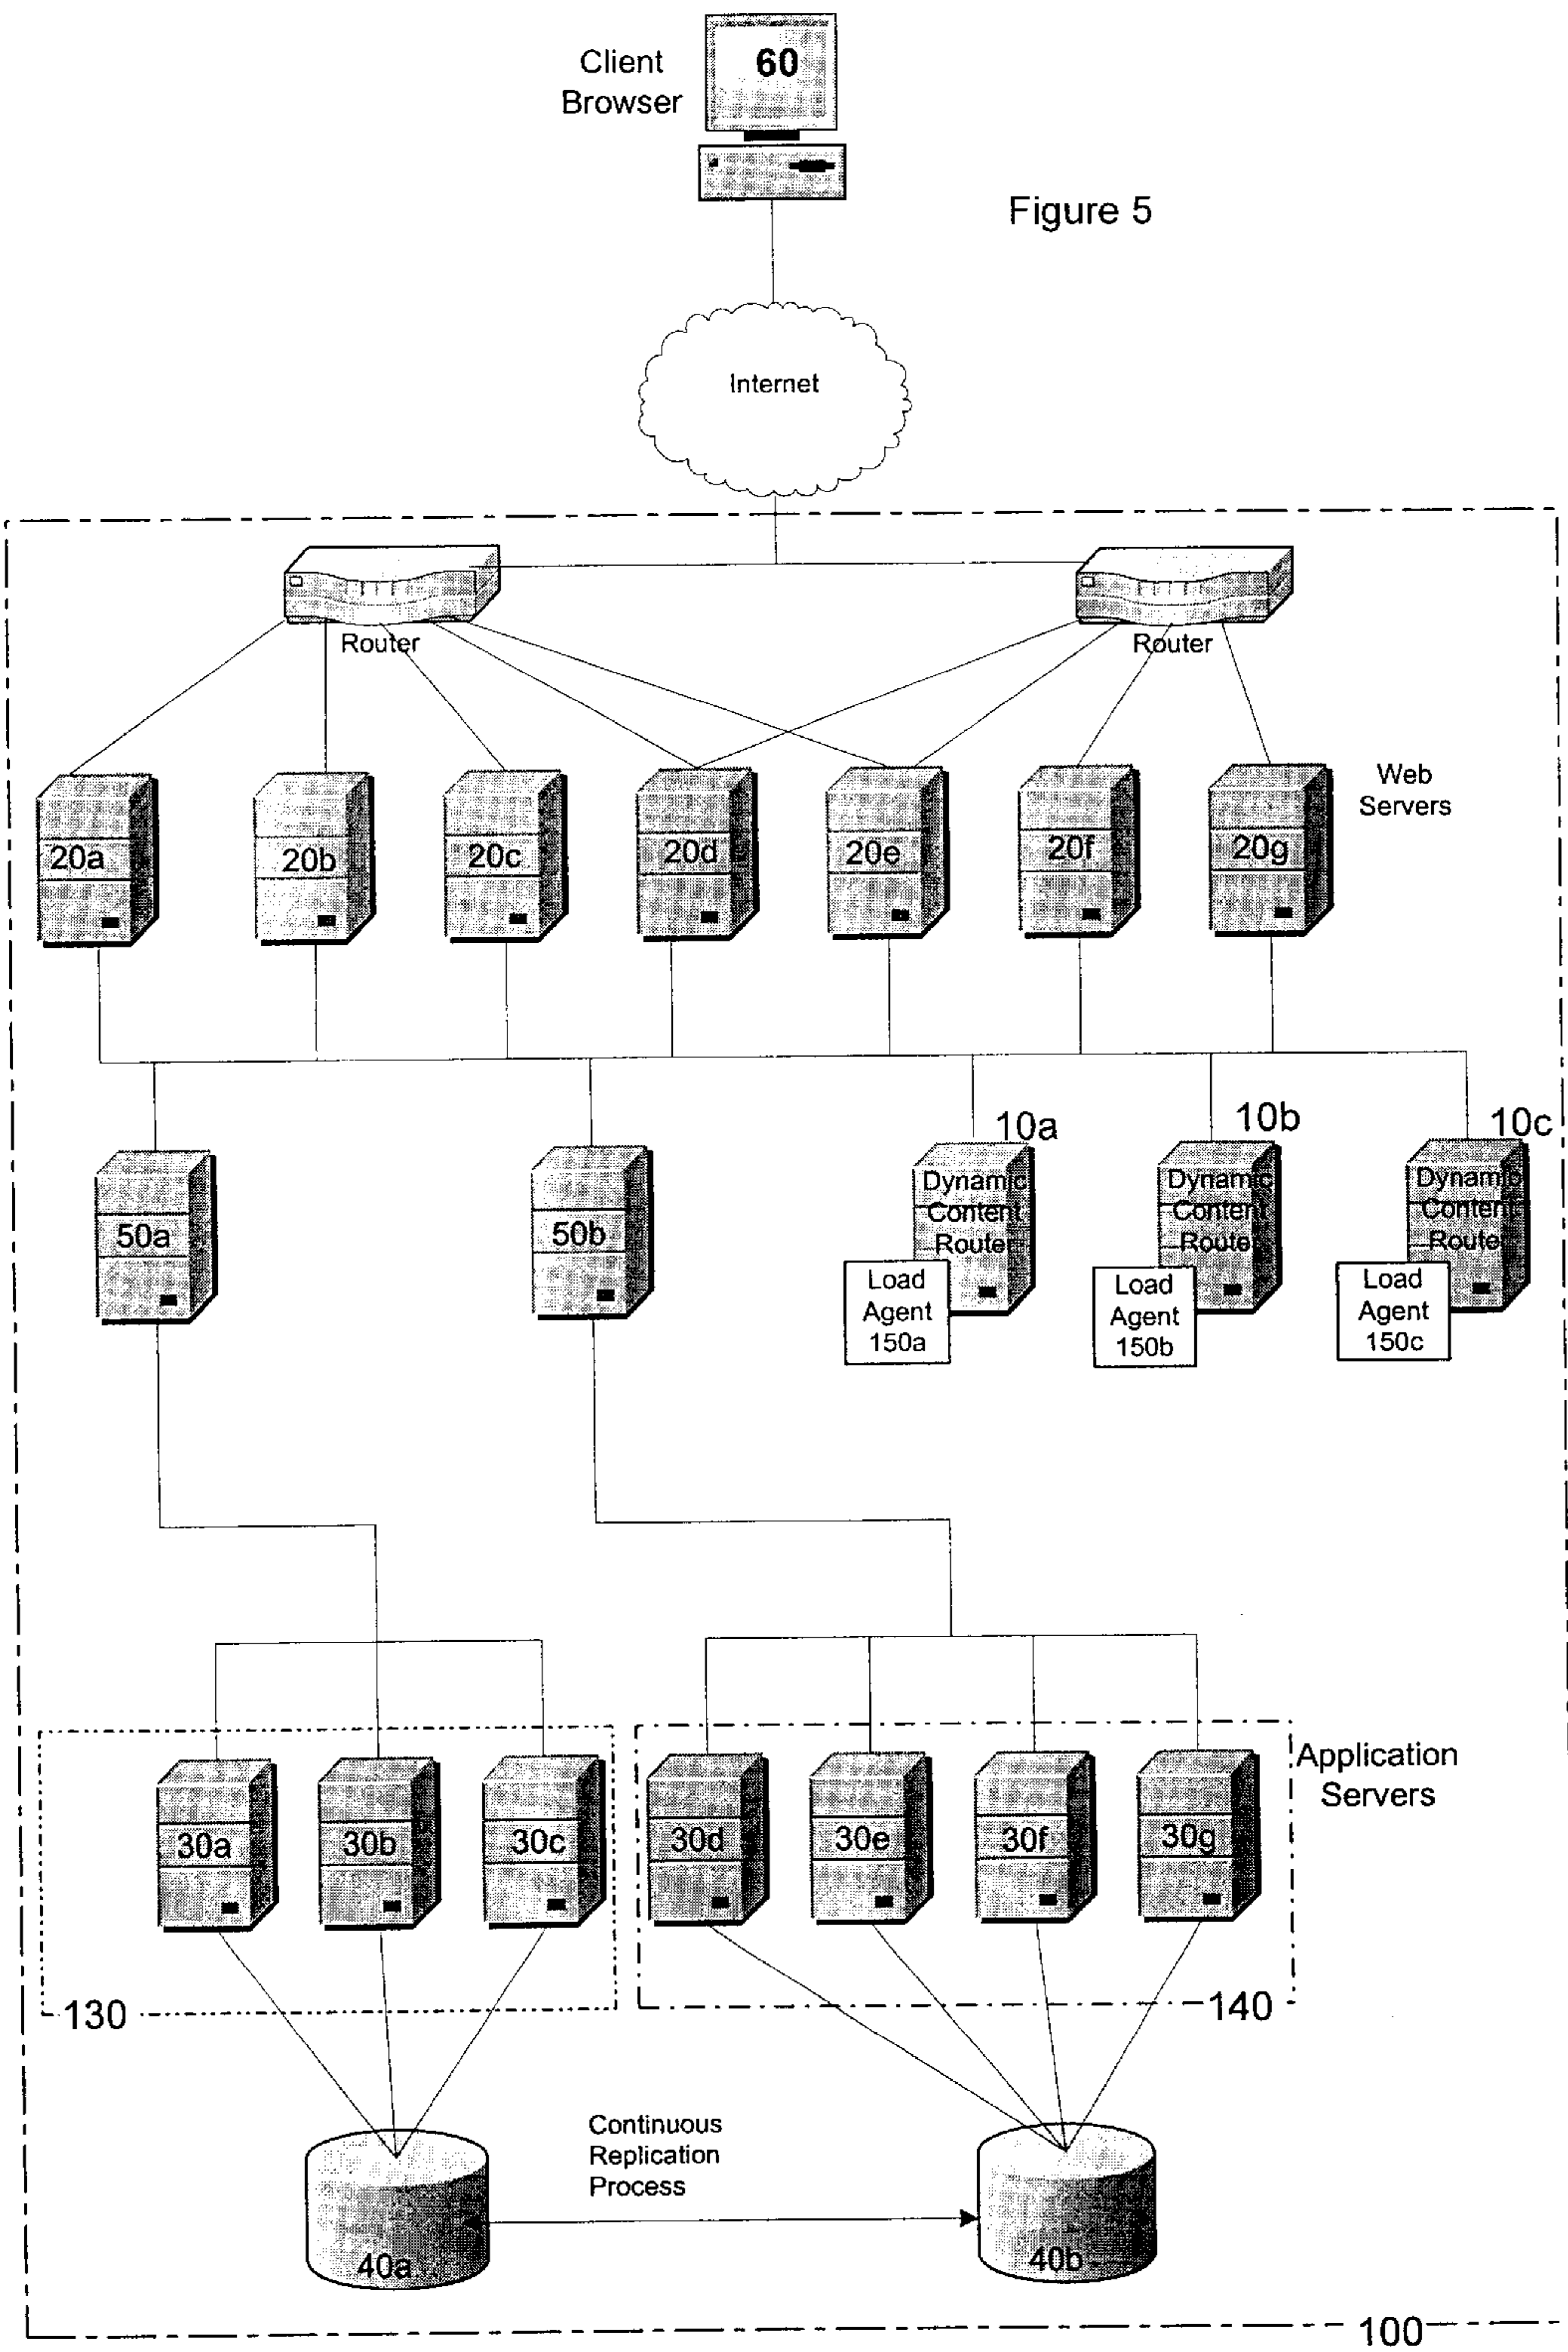 Client
Browser
60
Figure 5
Internet
Router
Router
Web
Servers
20a
20b
20c
20d
20e
20f
20g
10a
10b
10c
50a
50b
Dynamic
Content
Router
Load
Agent
150a
Dynamic
Content
Router
Load
Agent
150b
Dynamic
Content
Router
Load
Agent
150c
Application
Servers
30a
30b
30c
30d
30e
30f
30g
130
140
Continuous
Replication
Process
40a
40b
100